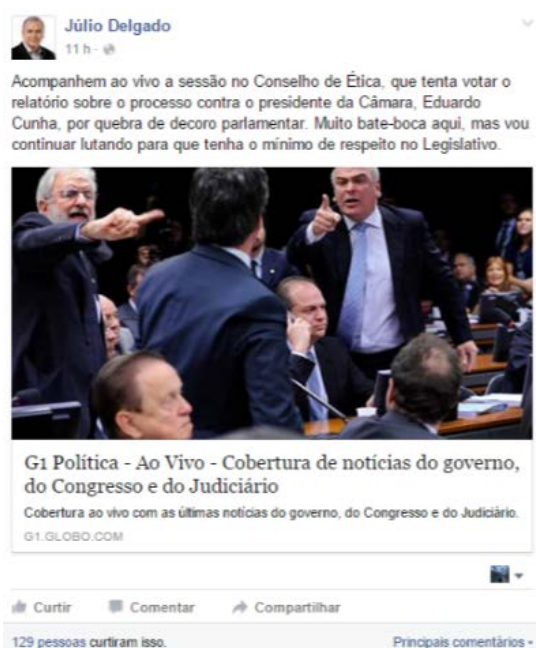 Júlio Delgado
11 h ·
Acompanhem ao vivo a sessão no Conselho de Ética, que tenta votar o
relatório sobre o processo contra o presidente da Câmara, Eduardo
Cunha, por quebra de decoro parlamentar. Muito bate-boca aqui, mas vou
continuar lutando para que tenha o mínimo de respeito no Legislativo.
G1 Política - Ao Vivo - Cobertura de notícias do governo,
do Congresso e do Judiciário
Cobertura ao vivo com as últimas notícias do governo, do Congresso e do Judiciário.
G1.GLOBO.COM
Curtir Comentar Compartilhar
129 pessoas curtiram isso. Principais comentários